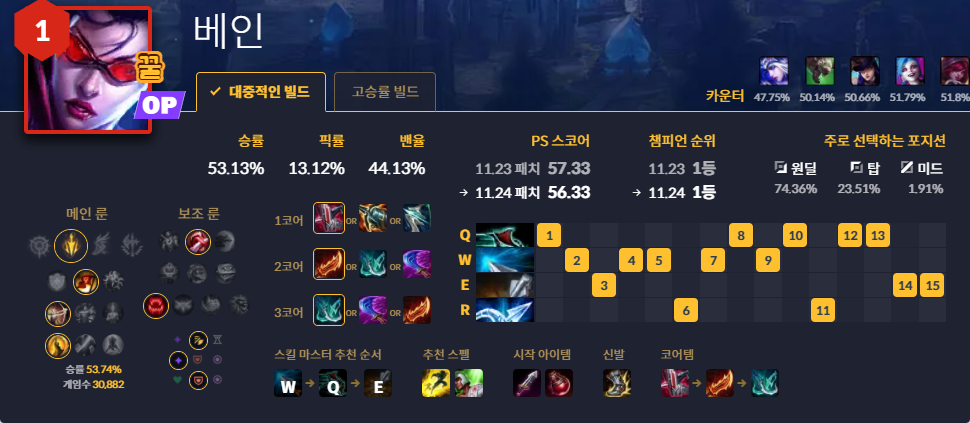 1
베인
꿀
OP
대중적인 빌드
고승률 빌드
카운터
47.75% 50.14% 50.66% 51.79% 51.8%
승률 픽률 밴율
53.13% 13.12% 44.13%
PS 스코어
11.23 패치 57.33
→ 11.24 패치 56.33
챔피언 순위
11.23 1등
→ 11.24 1등
주로 선택하는 포지션
원딜 탑 미드
74.36% 23.51% 1.91%
메인 룬 보조 룬
승률 53.74%
게임수 30,882
1코어 OR OR
2코어 OR OR
3코어 OR OR
Q 1 8 10 12 13
W 2 4 5 7 9
E 3 14 15
R 6 11
스킬 마스터 추천 순서
W → Q → E
추천 스펠
시작 아이템
신발
코어템
→ →